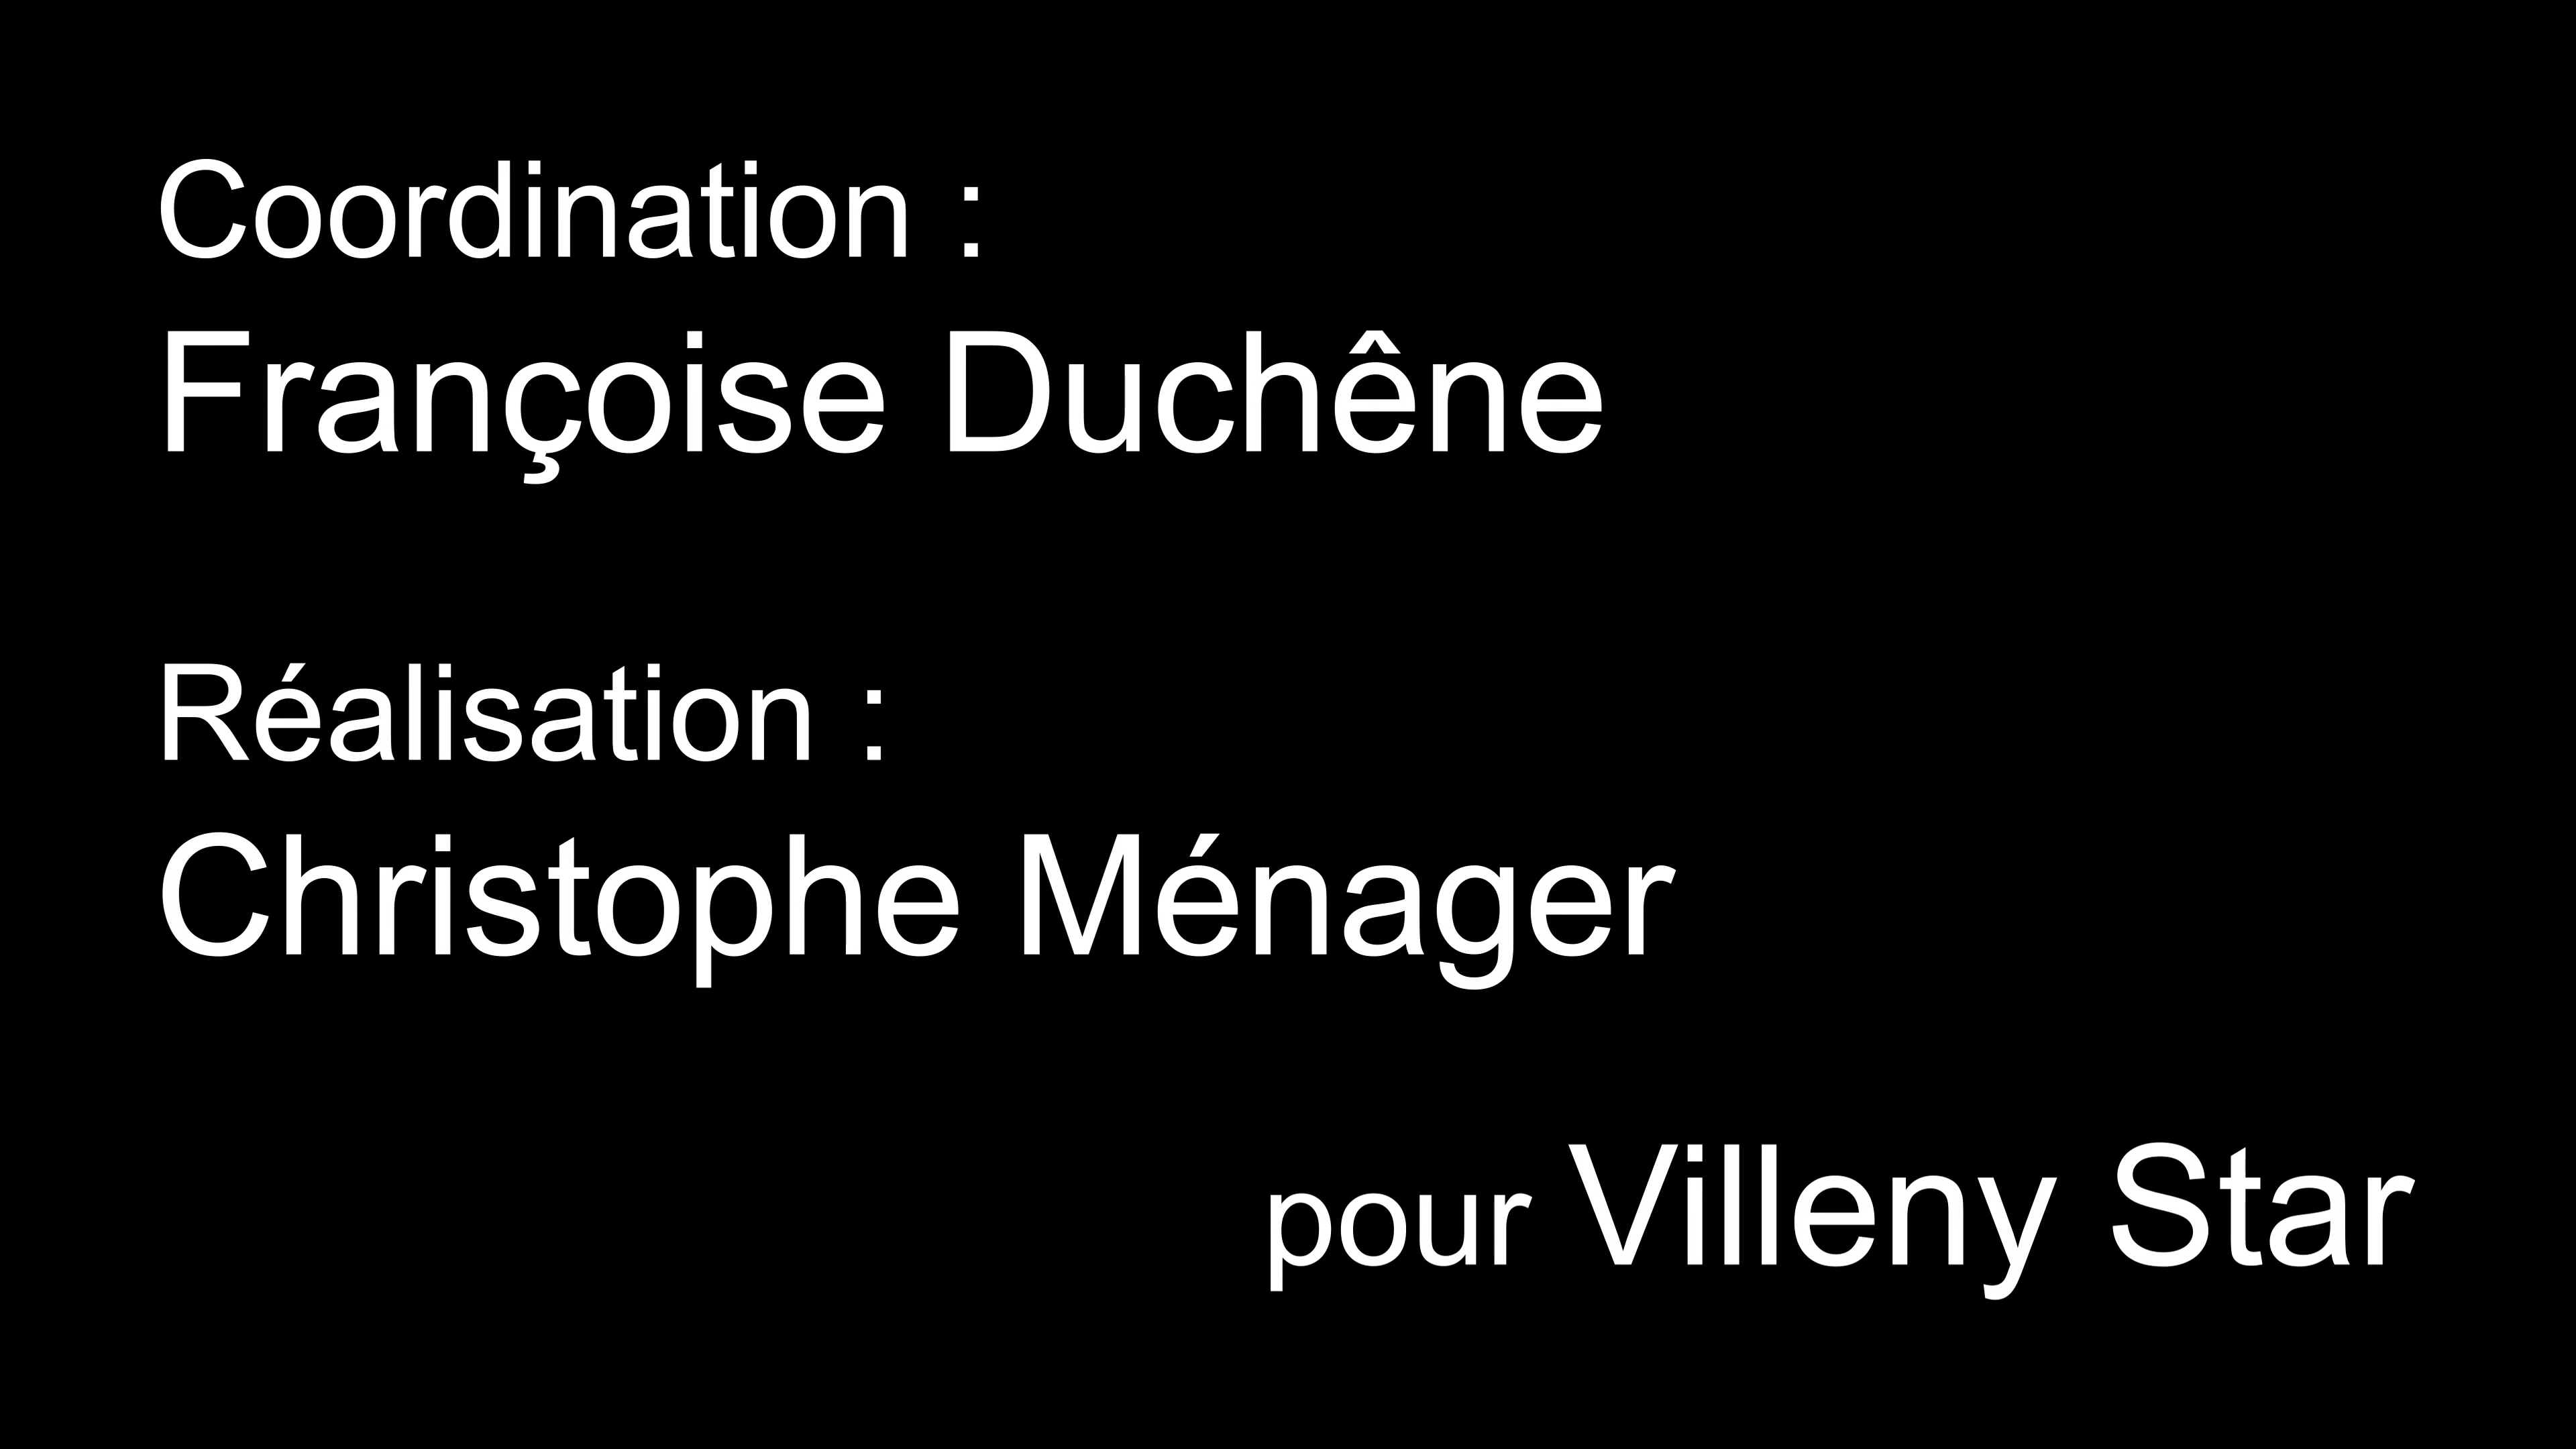 Coordination :
Françoise Duchêne
Réalisation :
Christophe Ménager
pour Villeny Star